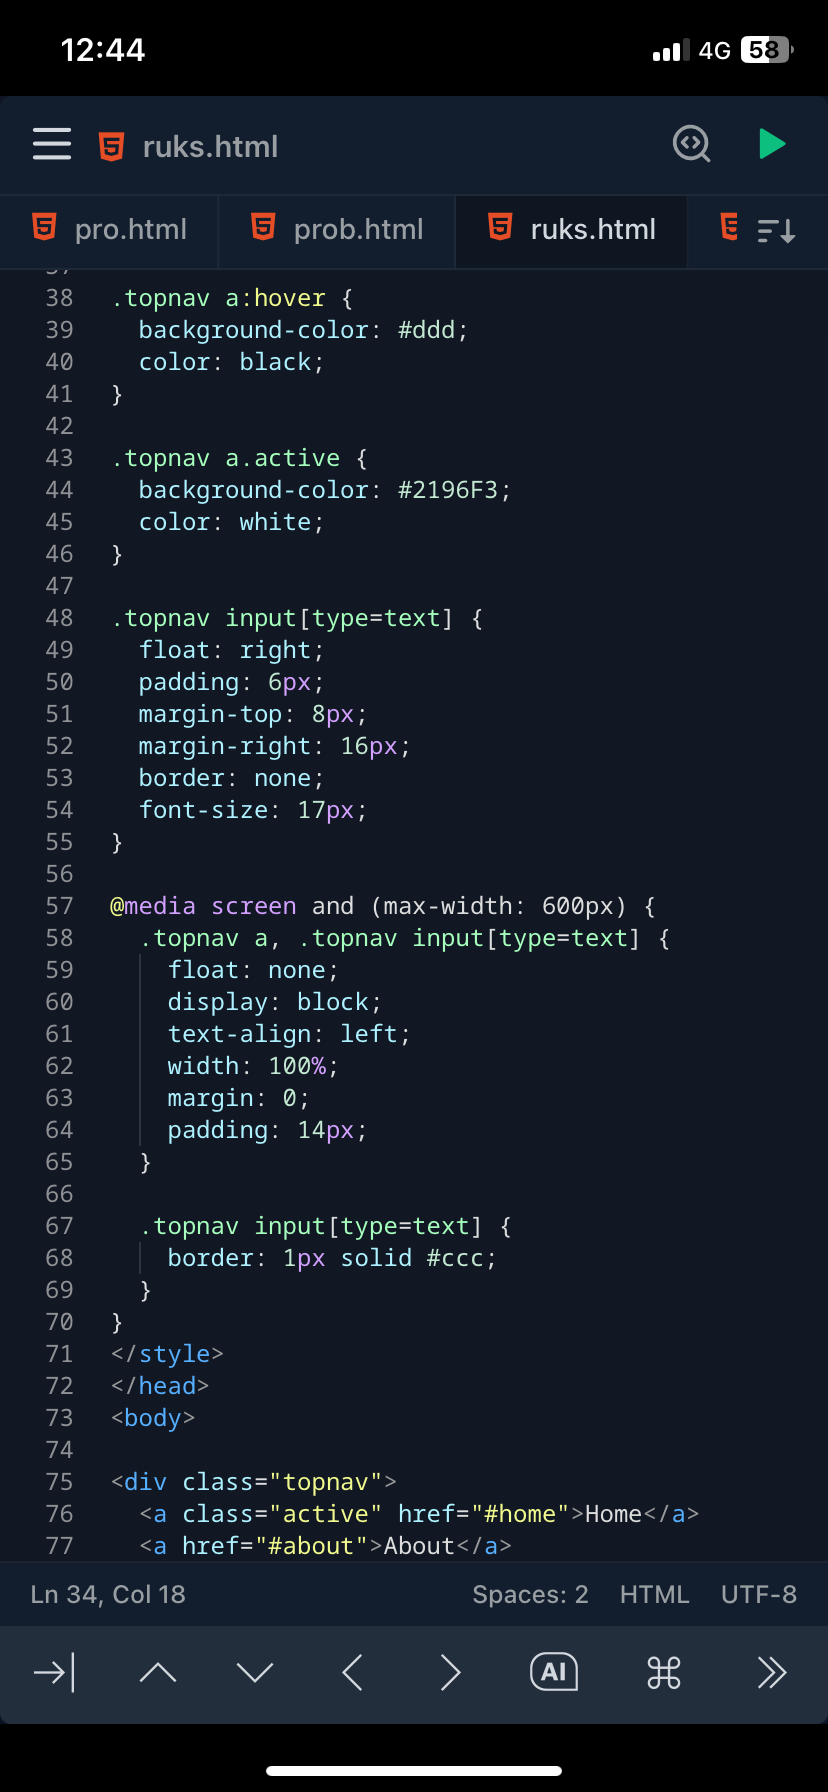 12:44
4G 58
ruks.html
pro.html prob.html ruks.html
37
38 .topnav a:hover {
39   background-color: #ddd;
40   color: black;
41 }
42
43 .topnav a.active {
44   background-color: #2196F3;
45   color: white;
46 }
47
48 .topnav input[type=text] {
49   float: right;
50   padding: 6px;
51   margin-top: 8px;
52   margin-right: 16px;
53   border: none;
54   font-size: 17px;
55 }
56
57 @media screen and (max-width: 600px) {
58   .topnav a, .topnav input[type=text] {
59     float: none;
60     display: block;
61     text-align: left;
62     width: 100%;
63     margin: 0;
64     padding: 14px;
65   }
66
67   .topnav input[type=text] {
68     border: 1px solid #ccc;
69   }
70 }
71 </style>
72 </head>
73 <body>
74
75 <div class="topnav">
76   <a class="active" href="#home">Home</a>
77   <a href="#about">About</a>
Ln 34, Col 18 Spaces: 2 HTML UTF-8
AI